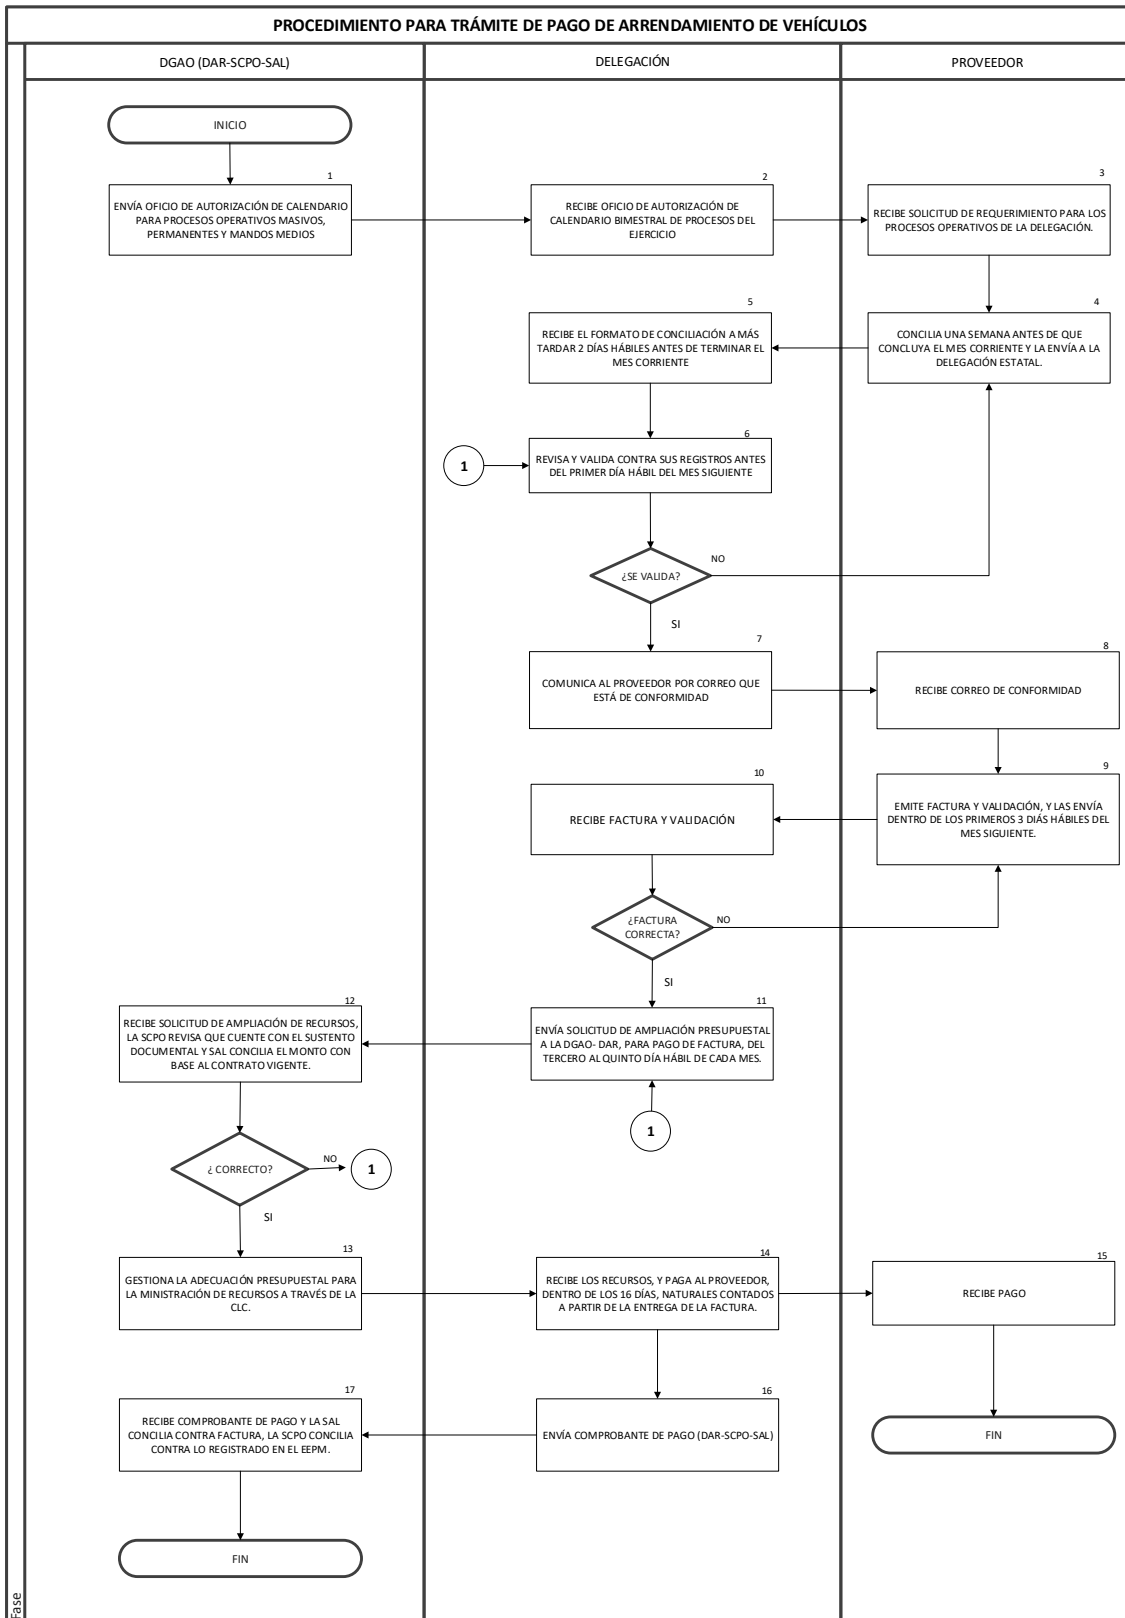 PROCEDIMIENTO PARA TRÁMITE DE PAGO DE ARRENDAMIENTO DE VEHÍCULOS
DGAO (DAR-SCPO-SAL)
DELEGACIÓN
PROVEEDOR
INICIO
1
ENVÍA OFICIO DE AUTORIZACIÓN DE CALENDARIO
PARA PROCESOS OPERATIVOS MASIVOS,
PERMANENTES Y MANDOS MEDIOS
2
RECIBE OFICIO DE AUTORIZACIÓN DE
CALENDARIO BIMESTRAL DE PROCESOS DEL
EJERCICIO
3
RECIBE SOLICITUD DE REQUERIMIENTO PARA LOS
PROCESOS OPERATIVOS DE LA DELEGACIÓN.
4
CONCILIA UNA SEMANA ANTES DE QUE
CONCLUYA EL MES CORRIENTE Y LA ENVÍA A LA
DELEGACIÓN ESTATAL.
5
RECIBE EL FORMATO DE CONCILIACIÓN A MÁS
TARDAR 2 DÍAS HÁBILES ANTES DE TERMINAR EL
MES CORRIENTE
6
1
REVISA Y VALIDA CONTRA SUS REGISTROS ANTES
DEL PRIMER DÍA HÁBIL DEL MES SIGUIENTE
¿SE VALIDA?
NO
SI
7
COMUNICA AL PROVEEDOR POR CORREO QUE
ESTÁ DE CONFORMIDAD
8
RECIBE CORREO DE CONFORMIDAD
9
EMITE FACTURA Y VALIDACIÓN, Y LAS ENVÍA
DENTRO DE LOS PRIMEROS 3 DIÁS HÁBILES DEL
MES SIGUIENTE.
10
RECIBE FACTURA Y VALIDACIÓN
¿FACTURA
CORRECTA?
NO
SI
11
ENVÍA SOLICITUD DE AMPLIACIÓN PRESUPUESTAL
A LA DGAO- DAR, PARA PAGO DE FACTURA, DEL
TERCERO AL QUINTO DÍA HÁBIL DE CADA MES.
1
12
RECIBE SOLICITUD DE AMPLIACIÓN DE RECURSOS,
LA SCPO REVISA QUE CUENTE CON EL SUSTENTO
DOCUMENTAL Y SAL CONCILIA EL MONTO CON
BASE AL CONTRATO VIGENTE.
¿ CORRECTO?
NO
1
SI
13
GESTIONA LA ADECUACIÓN PRESUPUESTAL PARA
LA MINISTRACIÓN DE RECURSOS A TRAVÉS DE LA
CLC.
14
RECIBE LOS RECURSOS, Y PAGA AL PROVEEDOR,
DENTRO DE LOS 16 DÍAS, NATURALES CONTADOS
A PARTIR DE LA ENTREGA DE LA FACTURA.
15
RECIBE PAGO
FIN
16
ENVÍA COMPROBANTE DE PAGO (DAR-SCPO-SAL)
17
RECIBE COMPROBANTE DE PAGO Y LA SAL
CONCILIA CONTRA FACTURA, LA SCPO CONCILIA
CONTRA LO REGISTRADO EN EL EEPM.
FIN
Fase